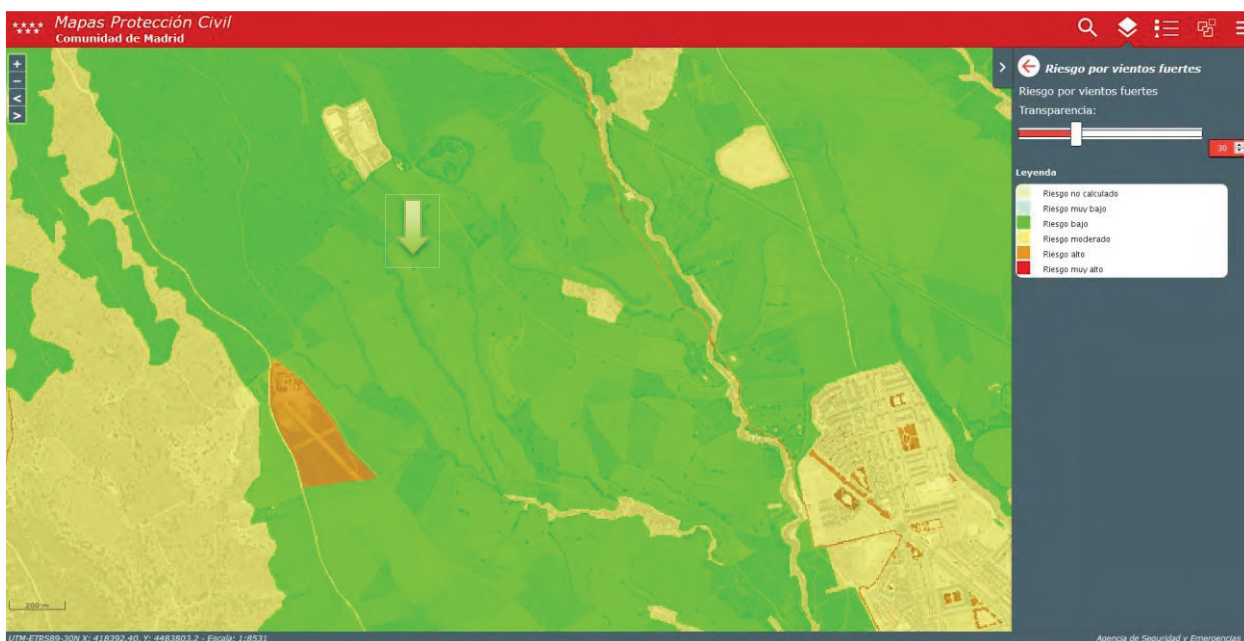 Mapas Protección Civil
Comunidad de Madrid
+
−
<
>
>
Riesgo por vientos fuertes
Riesgo por vientos fuertes
Transparencia:
30
Leyenda
Riesgo no calculado
Riesgo muy bajo
Riesgo bajo
Riesgo moderado
Riesgo alto
Riesgo muy alto
200 m
UTM-ETRS89-30N X: 418392.40, Y: 4483803.2 - Escala: 1:8531
Agencia de Seguridad y Emergencias